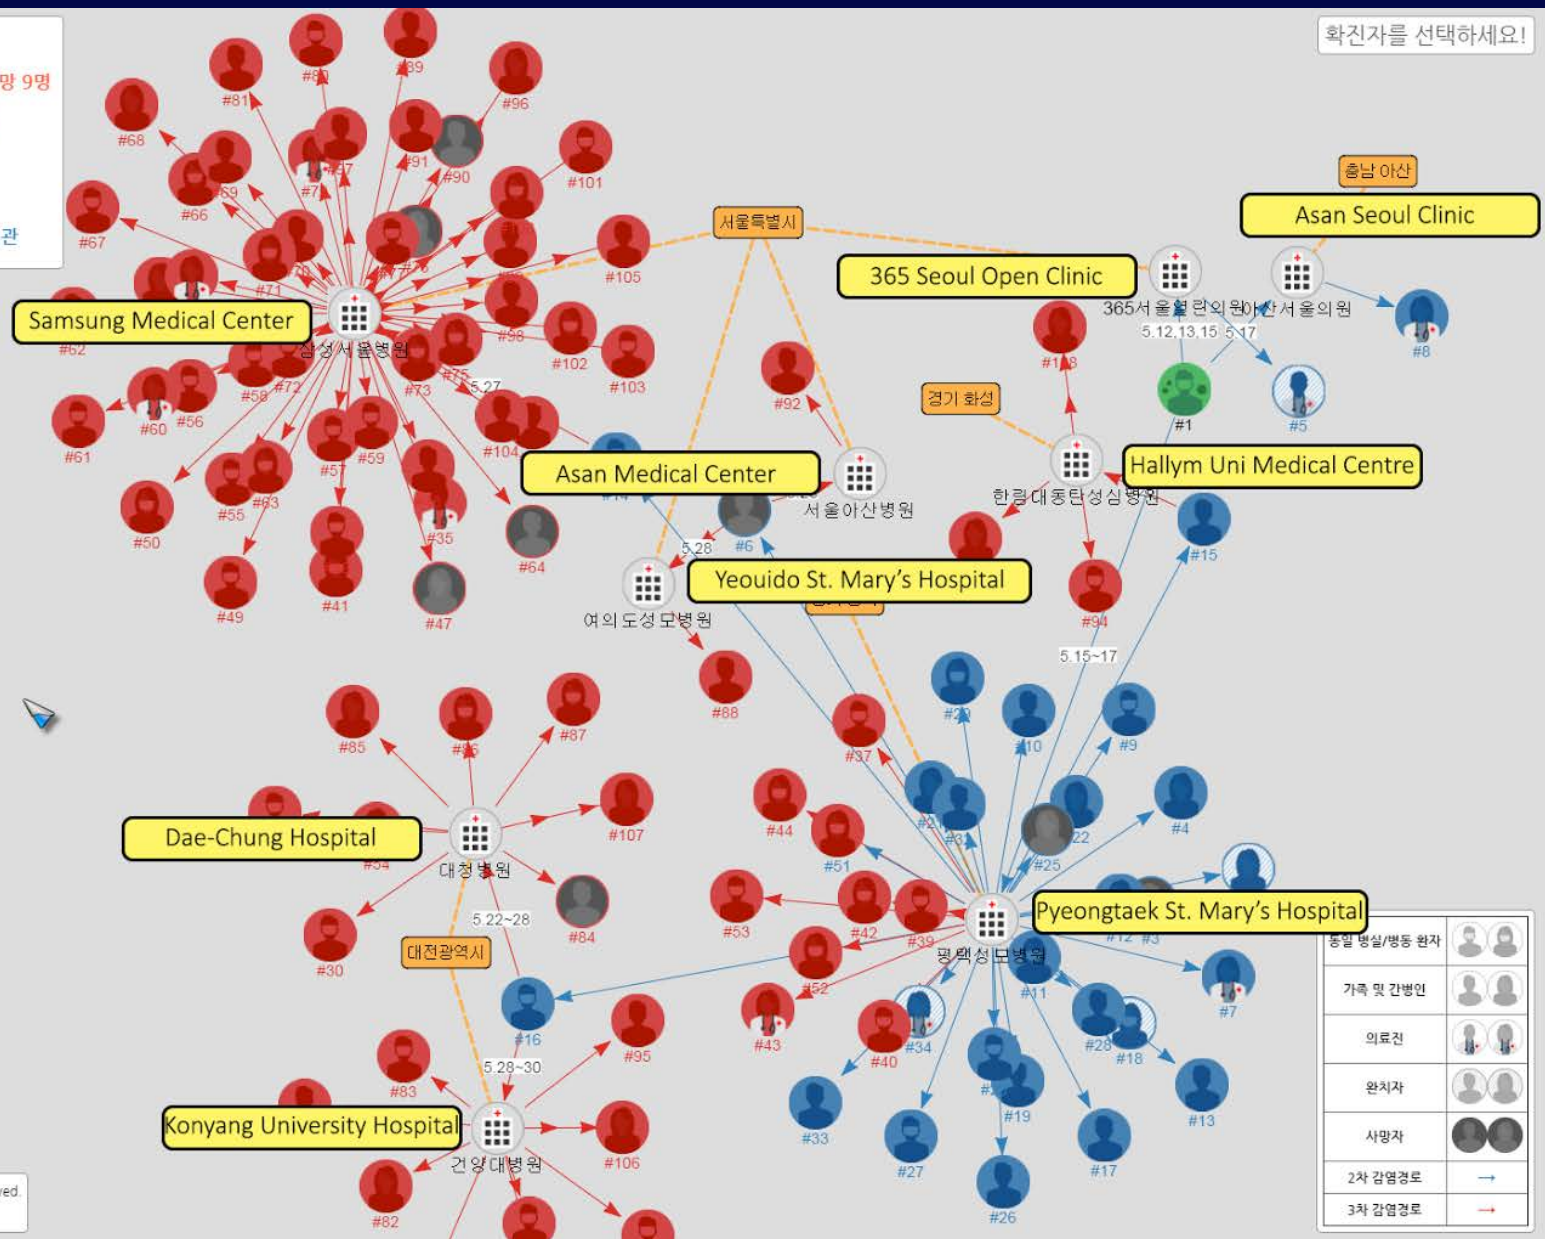 확진자를 선택하세요!
망 9명
관
#89
#81
#96
#68
#91
#90
#101
#69
#66
#67
#105
#71
서울특별시
충남 아산
Asan Seoul Clinic
365 Seoul Open Clinic
365서울열린의원
아산서울의원
5.12,13,15
5.17
#8
#1
#5
Samsung Medical Center
삼성서울병원
#62
#98
#102
#103
#72
#58
#73
#75
5.27
#60
#56
#61
#104
#57
#59
#92
경기 화성
Asan Medical Center
서울아산병원
Hallym Uni Medical Centre
한림대동탄성심병원
#15
#55
#63
#50
#35
#64
#6
5.28
#49
#41
#47
Yeouido St. Mary's Hospital
여의도성모병원
#94
5.15~17
#88
#85
#86
#87
#37
#29
#10
#9
#44
#51
#4
#22
#25
#107
Dae-Chung Hospital
#54
대청병원
#30
5.22~28
#84
대전광역시
#53
#42
#39
#52
Pyeongtaek St. Mary's Hospital
평택성모병원
#12
#3
#11
#7
#16
#43
#40
#34
#28
#18
#13
#95
5.28~30
#83
#33
#19
#27
#17
#26
Konyang University Hospital
건양대병원
#106
#82
동일 병실/병동 환자
가족 및 간병인
의료진
완치자
사망자
2차 감염경로 →
3차 감염경로 →